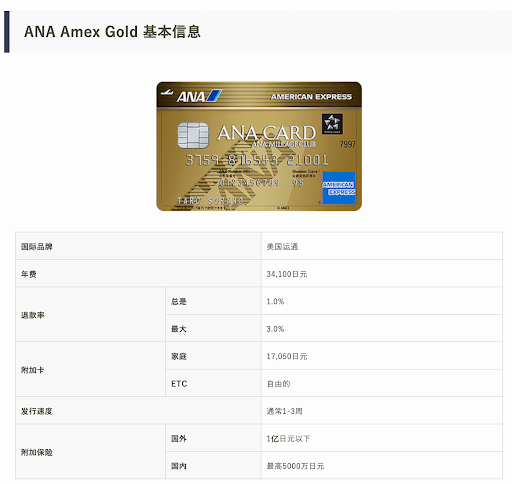 ANA Amex Gold 基本信息
ANA
AMERICAN EXPRESS
ANA CARD
ANA MILEAGE CLUB
7997
3759 876543 21001
TARO SORANO
AMERICAN
EXPRESS
国际品牌 美国运通
年费 34,100日元
退款率 总是 1.0%
最大 3.0%
附加卡 家庭 17,050日元
ETC 自由的
发行速度 通常1-3周
附加保险 国外 1亿日元以下
国内 最高5000万日元